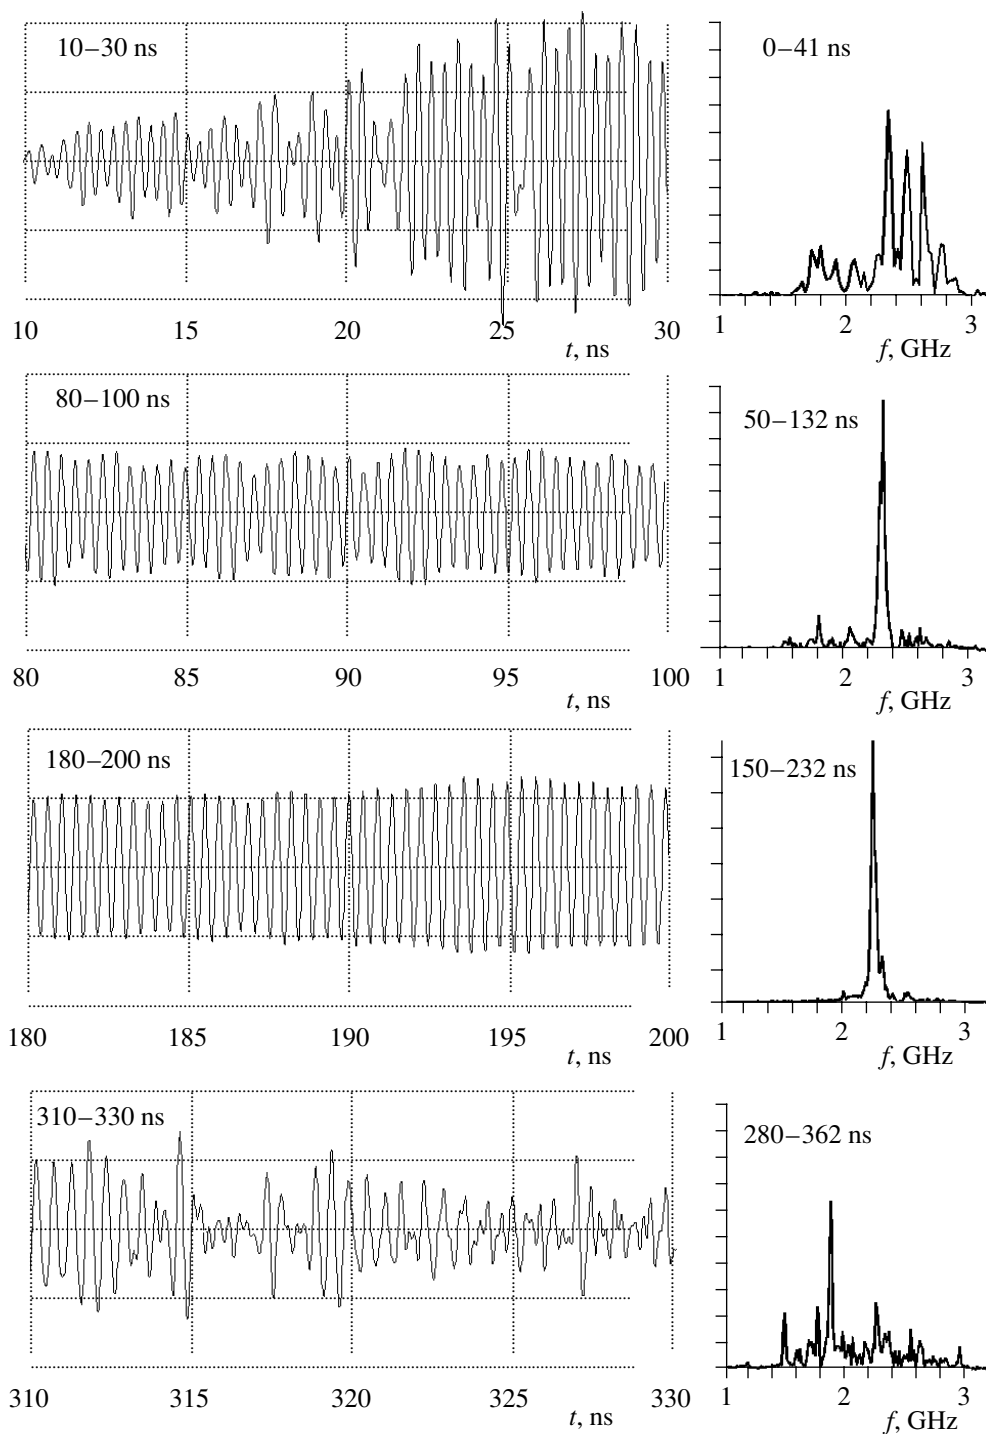 10–30 ns
0–41 ns
10 15 20 25 30
t, ns
1 2 3
f, GHz
80–100 ns
50–132 ns
80 85 90 95 100
t, ns
1 2 3
f, GHz
180–200 ns
150–232 ns
180 185 190 195 200
t, ns
1 2 3
f, GHz
310–330 ns
280–362 ns
310 315 320 325 330
t, ns
1 2 3
f, GHz